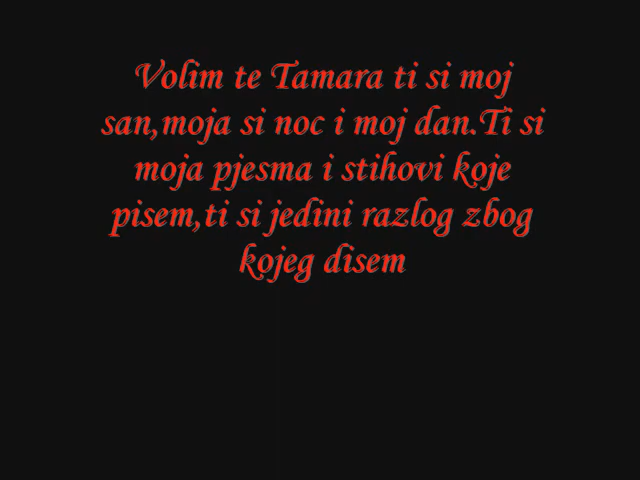 Volim te Tamara ti si moj
san,moja si noc i moj dan.Ti si
moja pjesma i stihovi koje
pisem,ti si jedini razlog zbog
kojeg disem